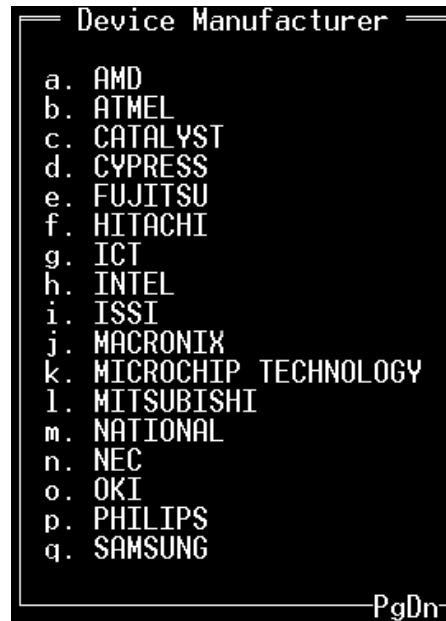 Device Manufacturer
a. AMD
b. ATMEL
c. CATALYST
d. CYPRESS
e. FUJITSU
f. HITACHI
g. ICT
h. INTEL
i. ISSI
j. MACRONIX
k. MICROCHIP TECHNOLOGY
l. MITSUBISHI
m. NATIONAL
n. NEC
o. OKI
p. PHILIPS
q. SAMSUNG
PgDn